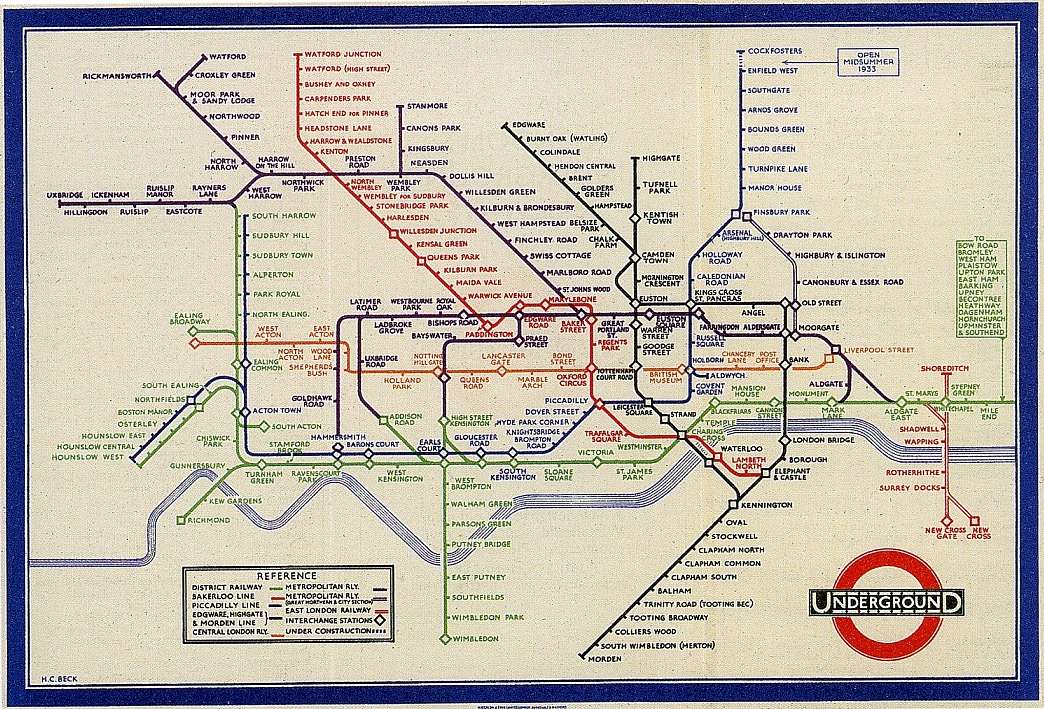 COCKFOSTERS
OPEN
MIDSUMMER
1933
WATFORD
RICKMANSWORTH
CROXLEY GREEN
MOOR PARK
& SANDY LODGE
NORTHWOOD
PINNER
NORTH
HARROW
HARROW
ON THE HILL
NORTHWICK
PARK
PRESTON
ROAD
WEMBLEY
PARK
WATFORD JUNCTION
WATFORD (HIGH STREET)
BUSHEY AND OXHEY
CARPENDERS PARK
HATCH END FOR PINNER
HEADSTONE LANE
HARROW & WEALDSTONE
KENTON
NORTH
WEMBLEY
WEMBLEY FOR SUDBURY
STONEBRIDGE PARK
HARLESDEN
WILLESDEN JUNCTION
KENSAL GREEN
QUEENS PARK
KILBURN PARK
MAIDA VALE
WARWICK AVENUE
PADDINGTON
STANMORE
CANONS PARK
KINGSBURY
NEASDEN
DOLLIS HILL
WILLESDEN GREEN
KILBURN & BRONDESBURY
WEST HAMPSTEAD
FINCHLEY ROAD
SWISS COTTAGE
MARLBORO ROAD
ST JOHNS WOOD
MARYLEBONE
EDGWARE
BURNT OAK (WATLING)
COLINDALE
HENDON CENTRAL
BRENT
GOLDERS
GREEN
HAMPSTEAD
BELSIZE
PARK
CHALK
FARM
HIGHGATE
TUFNELL
PARK
KENTISH
TOWN
CAMDEN
TOWN
MORNINGTON
CRESCENT
EUSTON
ENFIELD WEST
SOUTHGATE
ARNOS GROVE
BOUNDS GREEN
WOOD GREEN
TURNPIKE LANE
MANOR HOUSE
FINSBURY PARK
ARSENAL
(HIGHBURY HILL)
DRAYTON PARK
HOLLOWAY
ROAD
HIGHBURY & ISLINGTON
CALEDONIAN
ROAD
CANONBURY & ESSEX ROAD
KINGS CROSS
ST. PANCRAS
ANGEL
OLD STREET
TO
BOW ROAD
BROMLEY
WEST HAM
PLAISTOW
UPTON PARK
EAST HAM
BARKING
UPNEY
BECONTREE
HEATHWAY
DAGENHAM
HORNCHURCH
UPMINSTER
& SOUTHEND
UXBRIDGE
ICKENHAM
RUISLIP
MANOR
RAYNERS
LANE
WEST
HARROW
HILLINGDON
RUISLIP
EASTCOTE
SOUTH HARROW
SUDBURY HILL
SUDBURY TOWN
ALPERTON
PARK ROYAL
NORTH EALING
EALING
BROADWAY
EALING
COMMON
WEST
ACTON
EAST
ACTON
NORTH
ACTON
WOOD
LANE
SHEPHERDS
BUSH
LATIMER
ROAD
WESTBOURNE
PARK
ROYAL
OAK
LADBROKE
GROVE
BISHOPS ROAD
EDGWARE
ROAD
BAKER
STREET
GREAT
PORTLAND
ST.
REGENTS
PARK
EUSTON
SQUARE
WARREN
STREET
GOODGE
STREET
FARRINGDON
ALDERSGATE
MOORGATE
RUSSELL
SQUARE
BAYSWATER
PRAED
STREET
UXBRIDGE
ROAD
NOTTING
HILL GATE
LANCASTER
GATE
BOND
STREET
HOLLAND
PARK
QUEENS
ROAD
MARBLE
ARCH
OXFORD
CIRCUS
TOTTENHAM
COURT ROAD
BRITISH
MUSEUM
HOLBORN
CHANCERY
LANE
POST
OFFICE
BANK
LIVERPOOL STREET
ALDWYCH
COVENT
GARDEN
ALDGATE
SHOREDITCH
GOLDHAWK
ROAD
ADDISON
ROAD
HIGH STREET
KENSINGTON
DOVER STREET
PICCADILLY
LEICESTER
SQUARE
STRAND
HYDE PARK CORNER
KNIGHTSBRIDGE
BROMPTON
ROAD
TRAFALGAR
SQUARE
CHARING
CROSS
TEMPLE
BLACKFRIARS
MANSION
HOUSE
CANNON
STREET
MONUMENT
MARK
LANE
ALDGATE
EAST
ST. MARYS
WHITECHAPEL
STEPNEY
GREEN
MILE
END
SOUTH EALING
NORTHFIELDS
BOSTON MANOR
OSTERLEY
HOUNSLOW EAST
HOUNSLOW CENTRAL
HOUNSLOW WEST
ACTON TOWN
SOUTH ACTON
CHISWICK
PARK
HAMMERSMITH
STAMFORD
BROOK
BARONS COURT
EARLS
COURT
GLOUCESTER
ROAD
GUNNERSBURY
TURNHAM
GREEN
RAVENSCOURT
PARK
WEST
KENSINGTON
SOUTH
KENSINGTON
SLOANE
SQUARE
VICTORIA
ST. JAMES
PARK
WESTMINSTER
WATERLOO
LAMBETH
NORTH
LONDON BRIDGE
BOROUGH
ELEPHANT
& CASTLE
SHADWELL
WAPPING
ROTHERHITHE
SURREY DOCKS
NEW CROSS
GATE
NEW
CROSS
KEW GARDENS
RICHMOND
WEST
BROMPTON
WALHAM GREEN
PARSONS GREEN
PUTNEY BRIDGE
EAST PUTNEY
SOUTHFIELDS
WIMBLEDON PARK
WIMBLEDON
KENNINGTON
OVAL
STOCKWELL
CLAPHAM NORTH
CLAPHAM COMMON
CLAPHAM SOUTH
BALHAM
TRINITY ROAD (TOOTING BEC)
TOOTING BROADWAY
COLLIERS WOOD
SOUTH WIMBLEDON (MERTON)
MORDEN
REFERENCE
DISTRICT RAILWAY
BAKERLOO LINE
PICCADILLY LINE
EDGWARE, HIGHGATE
& MORDEN LINE
CENTRAL LONDON RLY.
METROPOLITAN RLY.
METROPOLITAN RLY.
(GREAT NORTHERN & CITY SECTION)
EAST LONDON RAILWAY
INTERCHANGE STATIONS
UNDER CONSTRUCTION
UNDERGROUND
H.C. BECK